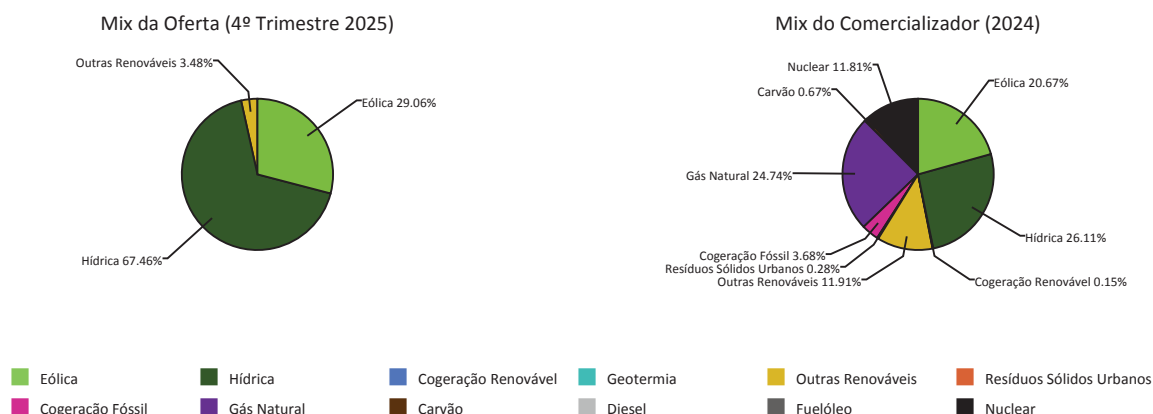 Mix da Oferta (4º Trimestre 2025)
Outras Renováveis 3.48%
Eólica 29.06%
Hídrica 67.46%
Mix do Comercializador (2024)
Nuclear 11.81%
Eólica 20.67%
Carvão 0.67%
Gás Natural 24.74%
Hídrica 26.11%
Cogeração Fóssil 3.68%
Resíduos Sólidos Urbanos 0.28%
Outras Renováveis 11.91%
Cogeração Renovável 0.15%
Eólica Hídrica Cogeração Renovável Geotermia Outras Renováveis Resíduos Sólidos Urbanos
Cogeração Fóssil Gás Natural Carvão Diesel Fuelóleo Nuclear